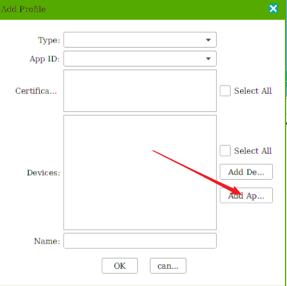 Add Profile
Type:
App ID:
Certifica...
Select All
Select All
Devices:
Add De...
Add Ap...
Name:
OK
can...